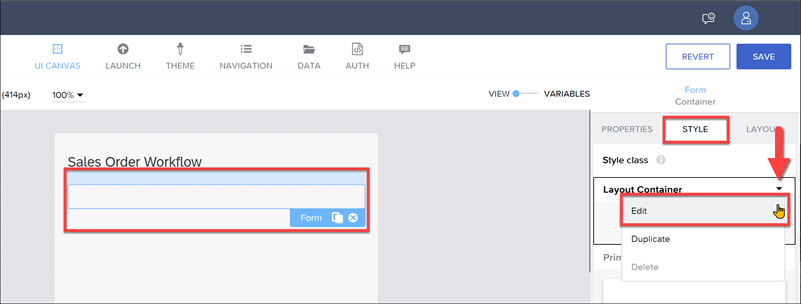 UI CANVAS LAUNCH THEME NAVIGATION DATA AUTH HELP REVERT SAVE
(414px) 100% VIEW VARIABLES
Form
Container
PROPERTIES STYLE LAYOU
Style class
Layout Container
Edit
Duplicate
Delete
Prim
Sales Order Workflow
Form